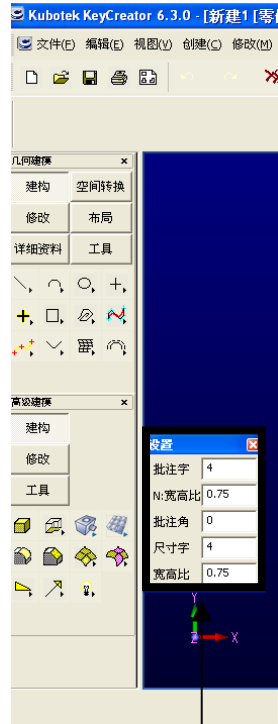 Kubotek KeyCreator 6.3.0 - [新建1 [零
文件(F) 编辑(E) 视图(V) 创建(C) 修改(M)
几何建模 x
建构 空间转换
修改 布局
详细资料 工具
高级建模 x
建构
修改
工具
设置
批注字 4
N:宽高比 0.75
批注角 0
尺寸字 4
宽高比 0.75
Y
Z X